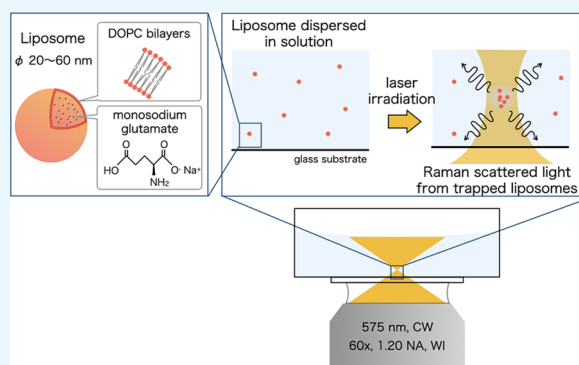 Liposome
ϕ 20～60 nm
DOPC bilayers
monosodium
glutamate
O
O
HO
O⁻ Na⁺
NH₂
Liposome dispersed
in solution
glass substrate
laser
irradiation
Raman scattered light
from trapped liposomes
575 nm, CW
60x, 1.20 NA, WI